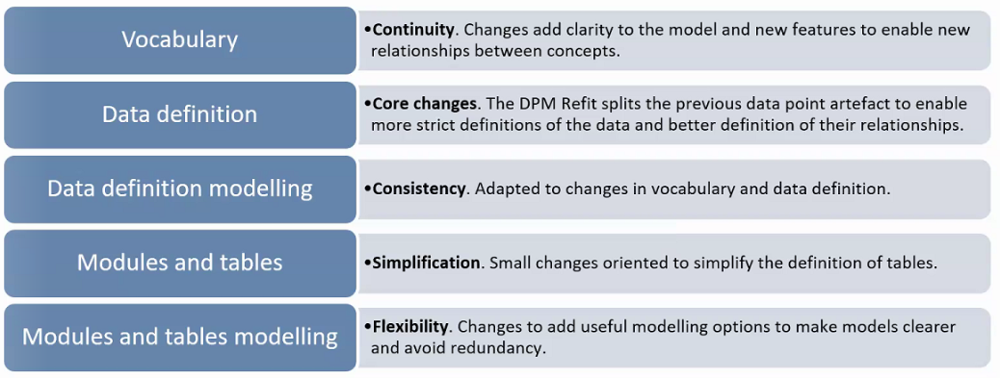 Vocabulary
•Continuity. Changes add clarity to the model and new features to enable new
relationships between concepts.
Data definition
•Core changes. The DPM Refit splits the previous data point artefact to enable
more strict definitions of the data and better definition of their relationships.
Data definition modelling
•Consistency. Adapted to changes in vocabulary and data definition.
Modules and tables
•Simplification. Small changes oriented to simplify the definition of tables.
Modules and tables modelling
•Flexibility. Changes to add useful modelling options to make models clearer
and avoid redundancy.